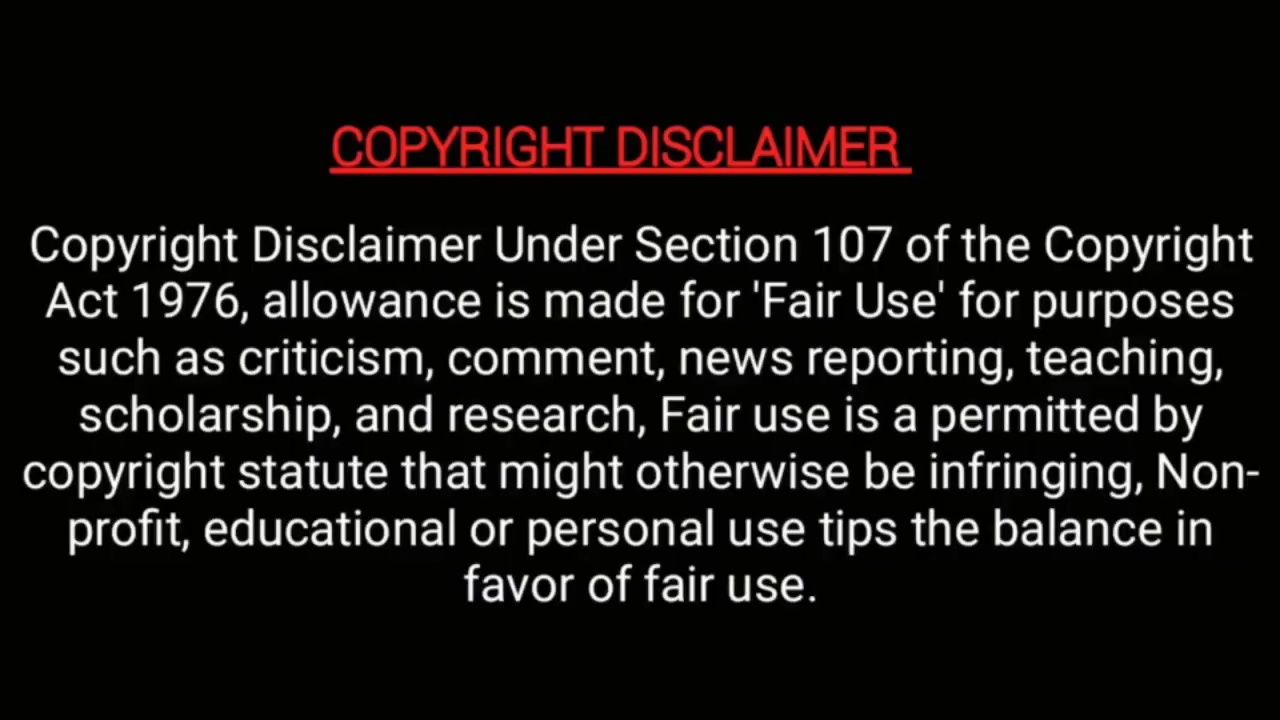 COPYRIGHT DISCLAIMER
Copyright Disclaimer Under Section 107 of the Copyright
Act 1976, allowance is made for 'Fair Use' for purposes
such as criticism, comment, news reporting, teaching,
scholarship, and research, Fair use is a permitted by
copyright statute that might otherwise be infringing, Non-
profit, educational or personal use tips the balance in
favor of fair use.